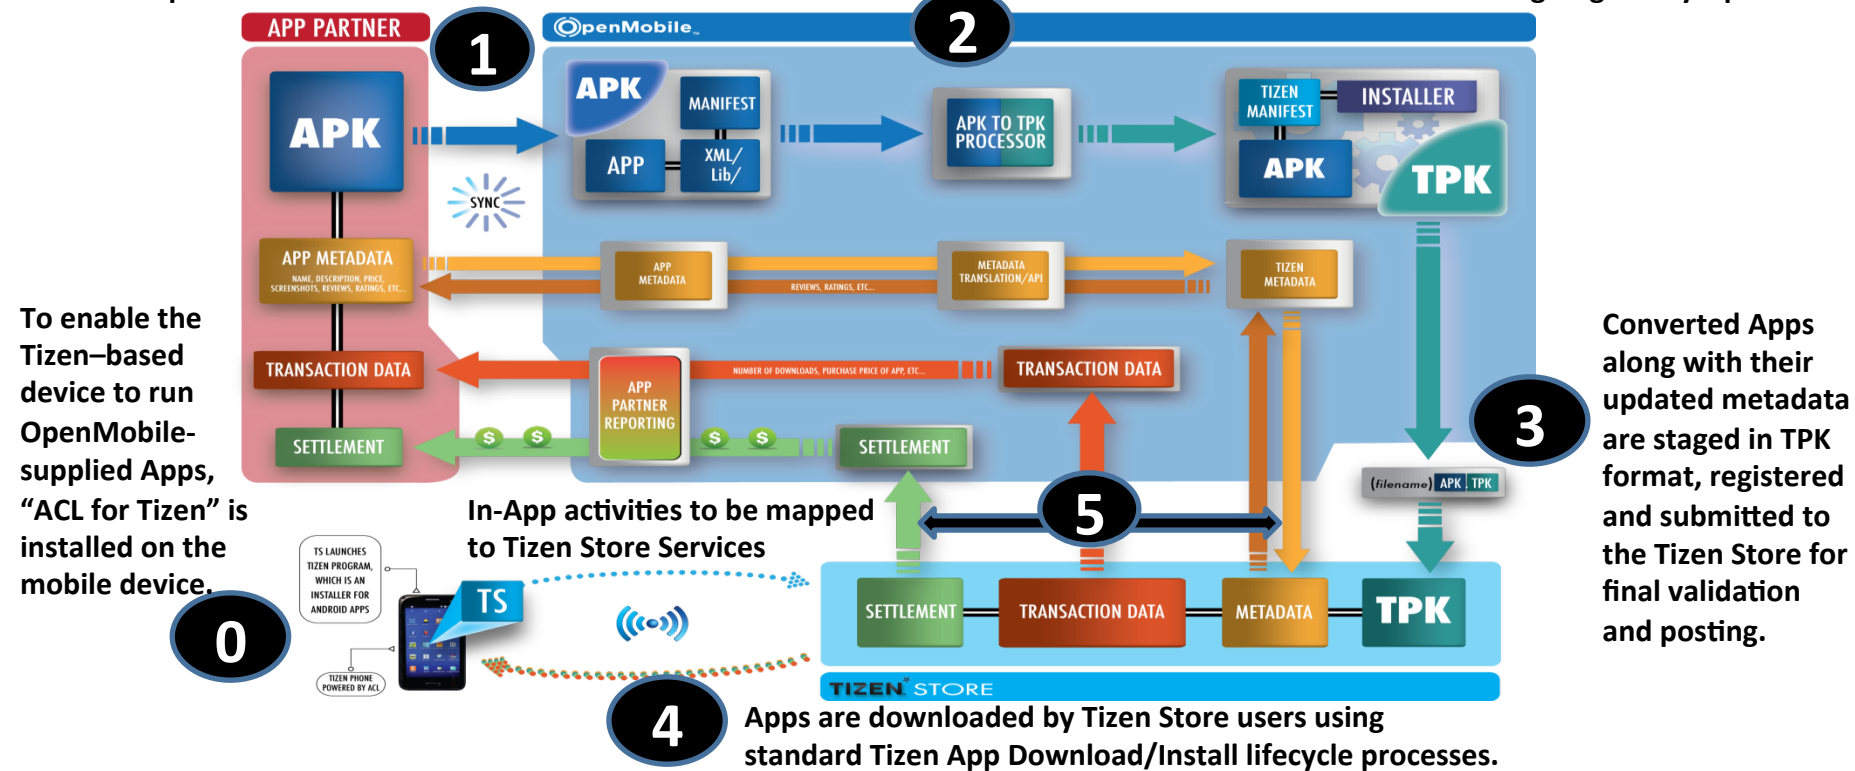 APP PARTNER
1
OpenMobile™
2
APK
APK
MANIFEST
APP
XML/
Lib/
APK TO TPK
PROCESSOR
TIZEN
MANIFEST
INSTALLER
APK
TPK
SYNC
APP METADATA
NAME, DESCRIPTION, PRICE,
SCREENSHOTS, REVIEWS, RATINGS, ETC...
APP
METADATA
REVIEWS, RATINGS, ETC...
METADATA
TRANSLATION/API
TIZEN
METADATA
TRANSACTION DATA
APP
PARTNER
REPORTING
NUMBER OF DOWNLOADS, PURCHASE PRICE OF APP, ETC...
TRANSACTION DATA
SETTLEMENT
$ $ $ $
SETTLEMENT
To enable the
Tizen–based
device to run
OpenMobile-
supplied Apps,
“ACL for Tizen” is
installed on the
mobile device.
0
Converted Apps
along with their
updated metadata
are staged in TPK
format, registered
and submitted to
the Tizen Store for
final validation
and posting.
3
(filename) APK . TPK
In-App activities to be mapped
to Tizen Store Services
5
TS LAUNCHES
TIZEN PROGRAM,
WHICH IS AN
INSTALLER FOR
ANDROID APPS
TS
TIZEN PHONE
POWERED BY ACL
SETTLEMENT
TRANSACTION DATA
METADATA
TPK
TIZEN STORE
4
Apps are downloaded by Tizen Store users using
standard Tizen App Download/Install lifecycle processes.